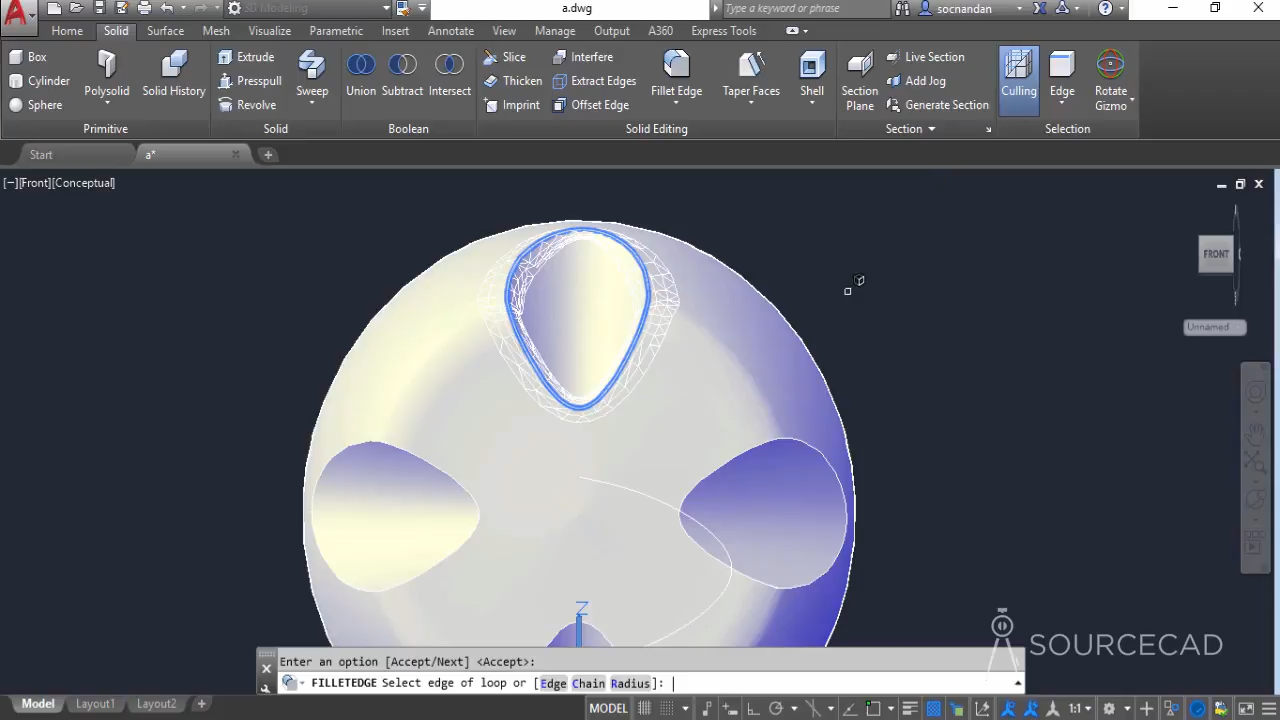 3D Modeling
a.dwg
Type a keyword or phrase
socnandan
Home Solid Surface Mesh Visualize Parametric Insert Annotate View Manage Output A360 Express Tools
Box
Cylinder
Sphere
Polysolid
Solid History
Primitive
Extrude
Presspull
Revolve
Sweep
Solid
Union
Subtract
Intersect
Boolean
Slice
Thicken
Imprint
Interfere
Extract Edges
Offset Edge
Fillet Edge
Taper Faces
Shell
Solid Editing
Section
Plane
Live Section
Add Jog
Generate Section
Section
Culling
Edge
Rotate
Gizmo
Selection
Start
a*
[−][Front][Conceptual]
FRONT
Unnamed
Z
SOURCECAD
Enter an option [Accept/Next] <Accept>:
FILLETEDGE Select edge of loop or [Edge Chain Radius]:
Model Layout1 Layout2
MODEL
1:1